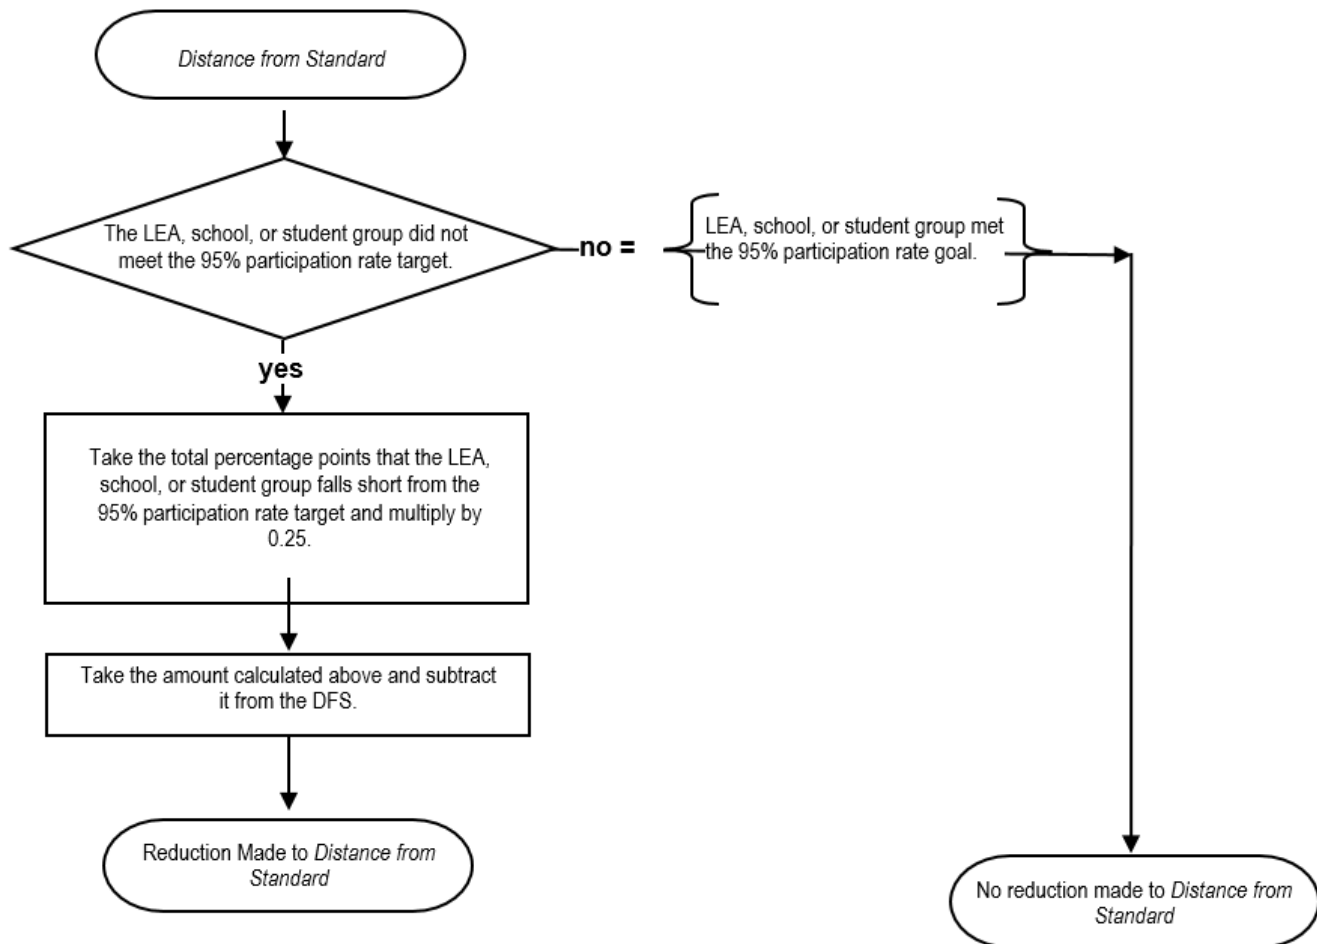 Distance from Standard
The LEA, school, or student group did not
meet the 95% participation rate target.
no =
LEA, school, or student group met
the 95% participation rate goal.
yes
Take the total percentage points that the LEA,
school, or student group falls short from the
95% participation rate target and multiply by
0.25.
Take the amount calculated above and subtract
it from the DFS.
Reduction Made to Distance from
Standard
No reduction made to Distance from
Standard